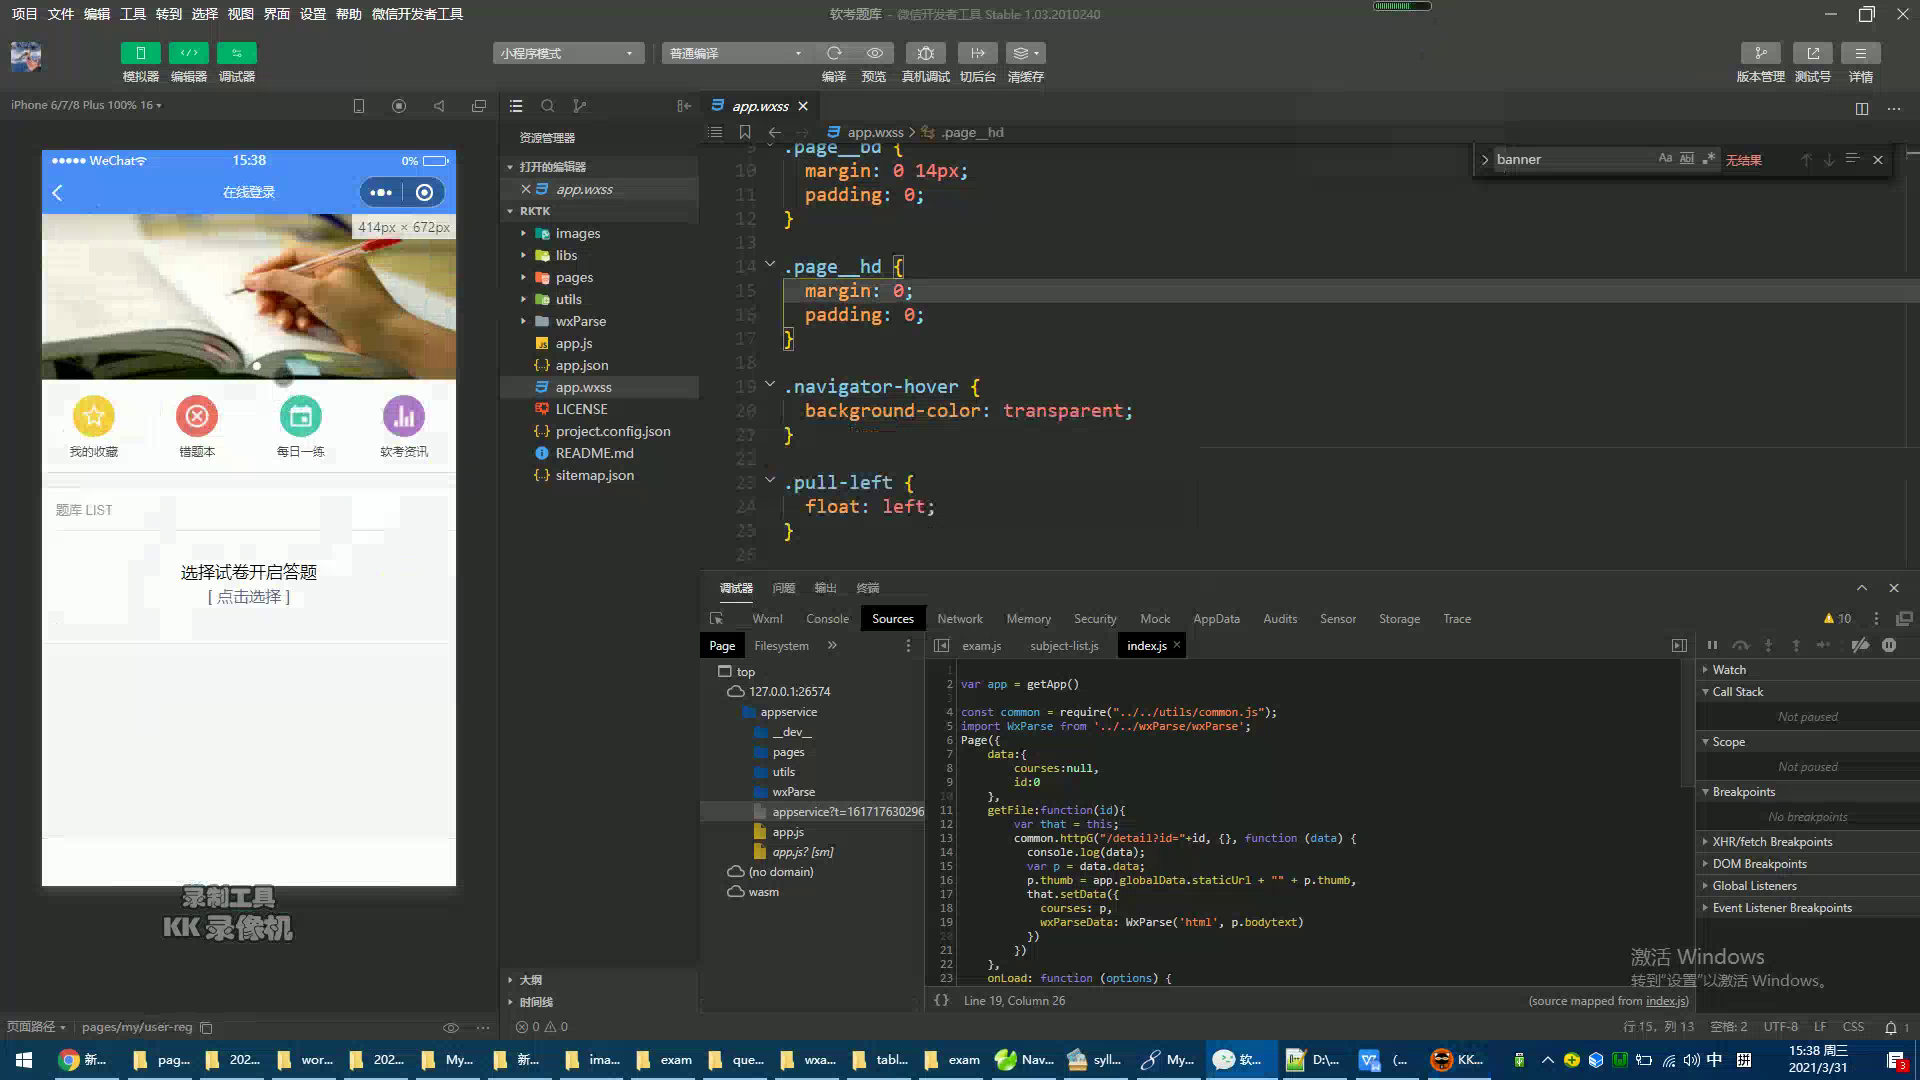 项目 文件 编辑 工具 转到 选择 视图 界面 设置 帮助 微信开发者工具
软考题库 - 微信开发者工具 Stable 1.03.2010240
小程序模式
普通编译
模拟器 编辑器 调试器
编译 预览 真机调试 切后台 清缓存
版本管理 测试号 详情
iPhone 6/7/8 Plus 100% 16
WeChat 15:38 0%
在线登录
414px × 672px
我的收藏 错题本 每日一练 软考资讯
题库 LIST
选择试卷开启答题
[ 点击选择 ]
录制工具
KK 录像机
页面路径 pages/my/user-reg
资源管理器
打开的编辑器
app.wxss
RKTK
images
libs
pages
utils
wxParse
app.js
app.json
app.wxss
LICENSE
project.config.json
README.md
sitemap.json
大纲
时间线
0 0
app.wxss
app.wxss > .page__hd
banner Aa Abl .* 无结果
9 .page__bd {
10 margin: 0 14px;
11 padding: 0;
12 }
13
14 .page__hd {
15 margin: 0;
16 padding: 0;
17 }
18
19 .navigator-hover {
20 background-color: transparent;
21 }
22
23 .pull-left {
24 float: left;
25 }
26
调试器 问题 输出 终端
Wxml Console Sources Network Memory Security Mock AppData Audits Sensor Storage Trace 10
Page Filesystem »
exam.js subject-list.js index.js ×
top
127.0.0.1:26574
appservice
__dev__
pages
utils
wxParse
appservice?t=161717630296
app.js
app.js? [sm]
(no domain)
wasm
1
2 var app = getApp()
3
4 const common = require("../../utils/common.js");
5 import WxParse from '../../wxParse/wxParse';
6 Page({
7 data:{
8 courses:null,
9 id:0
10 },
11 getFile:function(id){
12 var that = this;
13 common.httpG("/detail?id="+id, {}, function (data) {
14 console.log(data);
15 var p = data.data;
16 p.thumb = app.globalData.staticUrl + "" + p.thumb,
17 that.setData({
18 courses: p,
19 wxParseData: WxParse('html', p.bodytext)
20 })
21 })
22 },
23 onLoad: function (options) {
{} Line 19, Column 26 (source mapped from index.js)
Watch
Call Stack
Not paused
Scope
Not paused
Breakpoints
No breakpoints
XHR/fetch Breakpoints
DOM Breakpoints
Global Listeners
Event Listener Breakpoints
激活 Windows
转到"设置"以激活 Windows。
行 15，列 13 空格: 2 UTF-8 LF CSS 1
新... pag... 202... wor... 202... My... 新... ima... exam que... wxa... tabl... exam Nav... syll... My... 软... D:\... (... KK...
中 拼
15:38 周三
2021/3/31
3